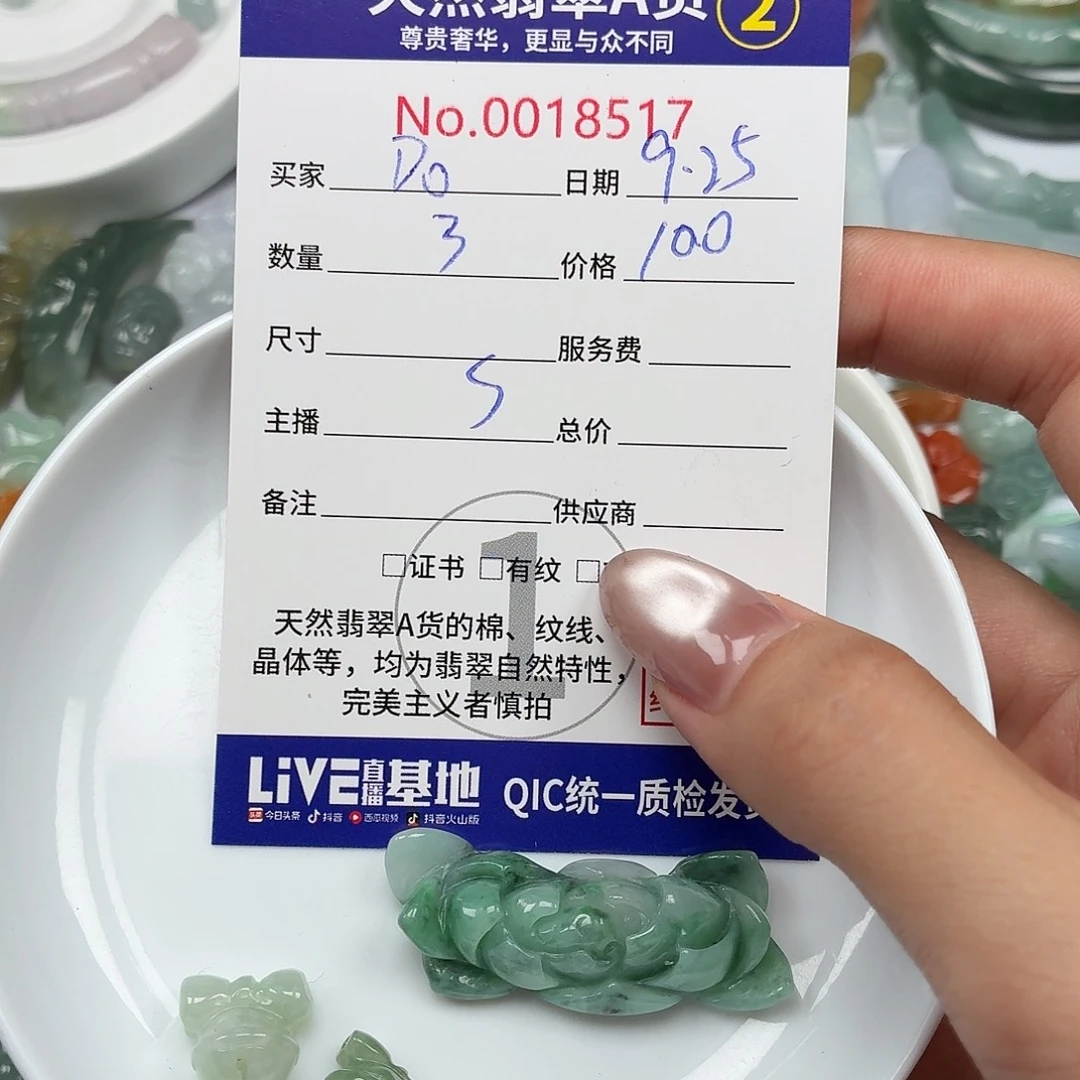 天然翡翠A货 2
尊贵奢华，更显与众不同
No.0018517
买家 Do 日期 9.25
数量 3 价格 100
尺寸 服务费
主播 S 总价
备注 供应商
□证书 □有纹 □
1
天然翡翠A货的棉、纹线、
晶体等，均为翡翠自然特性，
完美主义者慎拍
LiVE直播基地 QIC统一质检发
今日头条 抖音 西瓜视频 抖音火山版